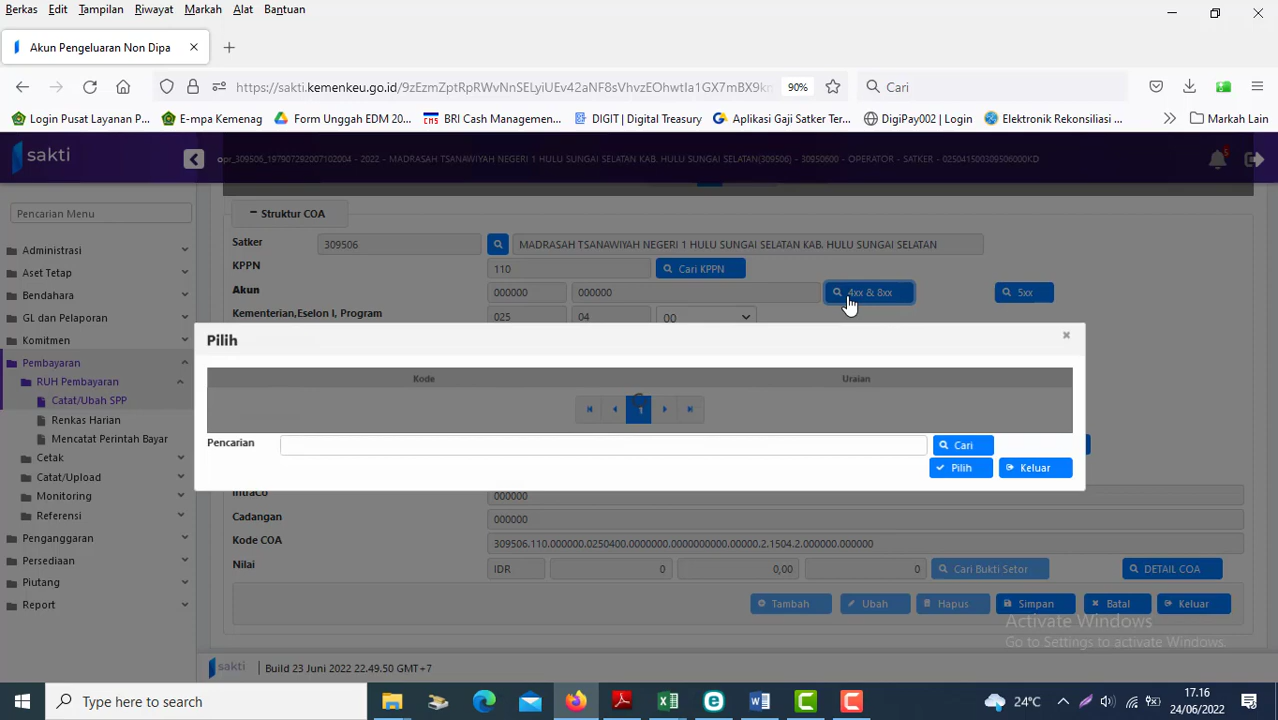 Berkas Edit Tampilan Riwayat Markah Alat Bantuan
Akun Pengeluaran Non Dipa
https://sakti.kemenkeu.go.id/ 90% Cari
Login Pusat Layanan P... E-mpa Kemenag Form Unggah EDM 20... BRI Cash Managemen... DIGIT | Digital Treasury Aplikasi Gaji Satker Ter... DigiPay002 | Login Elektronik Rekonsiliasi ... Markah Lain
sakti opr_309506_197907292007102004 - 2022 - MADRASAH TSANAWIYAH NEGERI 1 HULU SUNGAI SELATAN KAB. HULU SUNGAI SELATAN(309506) - 30950600 - OPERATOR - SATKER - 025041500309506000KD
Pencarian Menu
Administrasi
Aset Tetap
Bendahara
GL dan Pelaporan
Komitmen
Pembayaran
RUH Pembayaran
Catat/Ubah SPP
Renkas Harian
Mencatat Perintah Bayar
Cetak
Catat/Upload
Monitoring
Referensi
Penganggaran
Persediaan
Piutang
Report
Struktur COA
Satker 309506 MADRASAH TSANAWIYAH NEGERI 1 HULU SUNGAI SELATAN KAB. HULU SUNGAI SELATAN
KPPN 110 Cari KPPN
Akun 000000 000000 4xx & 8xx 5xx
Kementerian,Eselon I, Program 025 04 00
Pilih
Kode Uraian
1
Pencarian Cari
Pilih Keluar
IntraCo 000000
Cadangan 000000
Kode COA 309506.110.000000.0250400.0000000.0000000000.00000.2.1504.2.000000.000000
Nilai IDR 0 0,00 0 Cari Bukti Setor DETAIL COA
Tambah Ubah Hapus Simpan Batal Keluar
Activate Windows
Go to Settings to activate Windows.
sakti Build 23 Juni 2022 22.49.50 GMT+7
Type here to search 24°C 17.16
24/06/2022